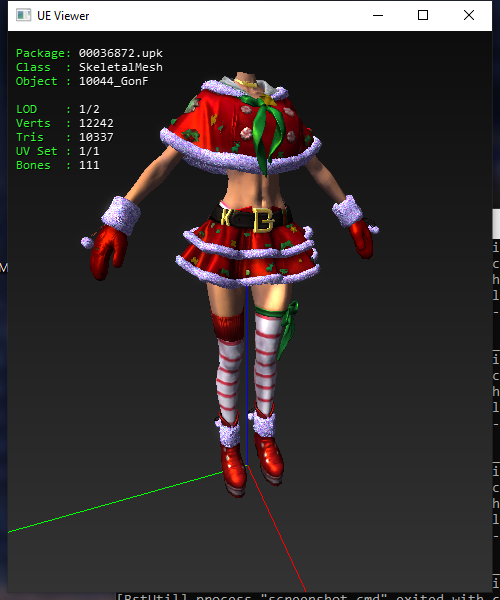 UE Viewer
Package: 00036872.upk
Class  : SkeletalMesh
Object : 10044_GonF
LOD    : 1/2
Verts  : 12242
Tris   : 10337
UV Set : 1/1
Bones  : 111
K B
M
i
c
h
l
-
i
c
h
l
-
i
c
h
l
-
i
[BstUtil] process "screenshot.cmd" exited with c